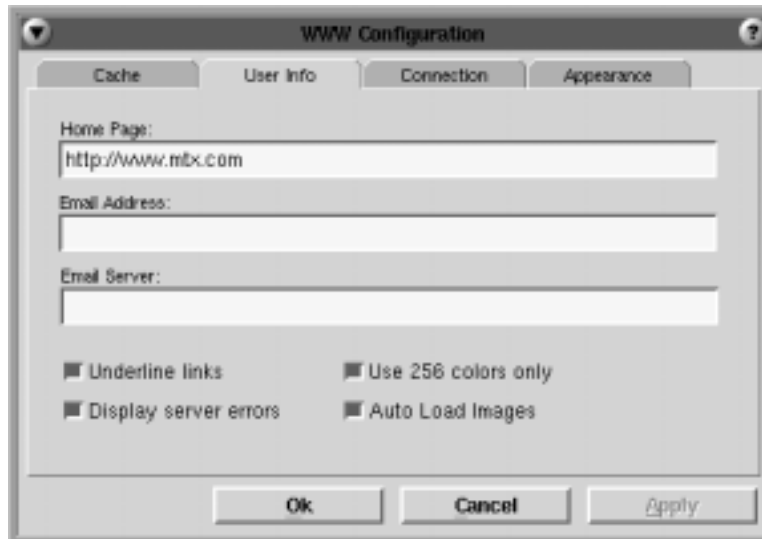 WWW Configuration ?
Cache User Info Connection Appearance
Home Page:
http://www.mtx.com
Email Address:
Email Server:
Underline links Use 256 colors only
Display server errors Auto Load Images
Ok Cancel Apply